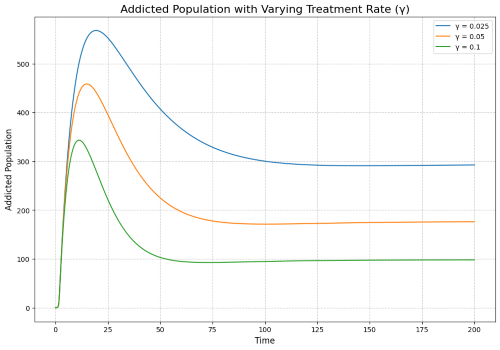 Addicted Population with Varying Treatment Rate (γ)
γ = 0.025
γ = 0.05
γ = 0.1
Addicted Population
500
400
300
200
100
0
0 25 50 75 100 125 150 175 200
Time